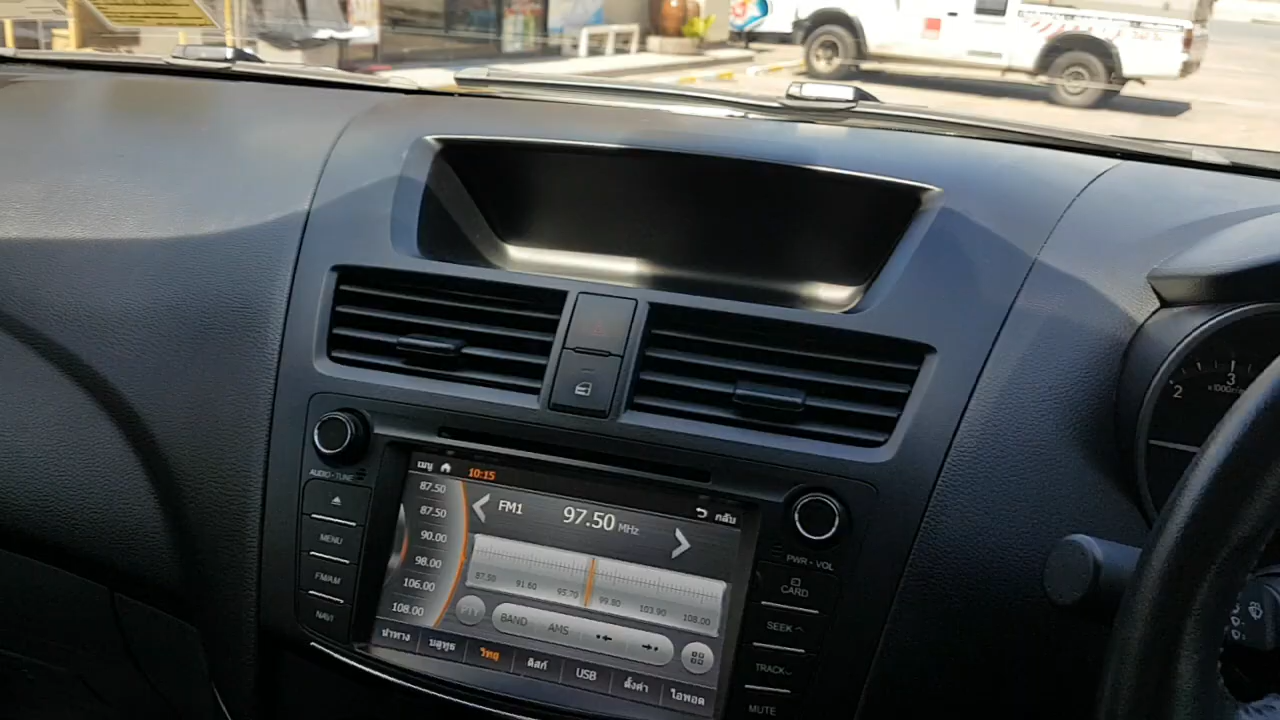 2 3
x1000r/min
AUDIO•TUNE
MENU
FM/AM
NAVI
เมนู 10:15
กลับ
FM1 97.50 MHz
87.50
87.50
90.00
98.00
106.00
108.00
87.50 91.60 95.70 99.80 103.90 108.00
PTY BAND AMS
นำทาง บลูทูธ วิทยุ ดิสก์ USB ตั้งค่า ไอพอด
PWR•VOL
CARD
SEEK
TRACK
MUTE